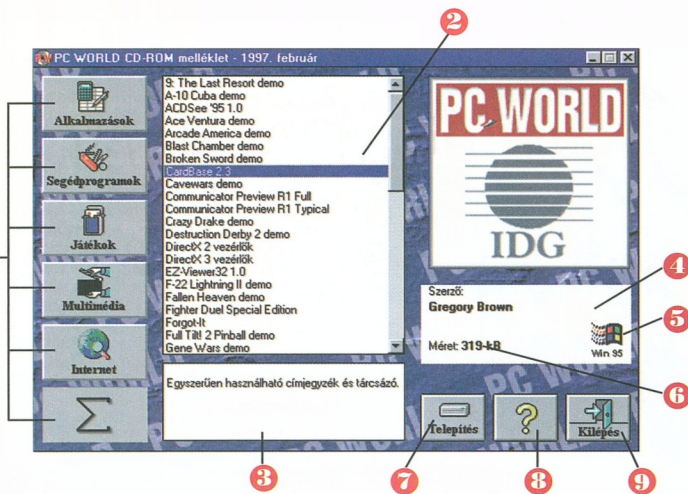 2
PC WORLD CD-ROM melléklet - 1997. február
Alkalmazások
Segédprogramok
Játékok
Multimédia
Internet
Σ
9: The Last Resort demo
A-10 Cuba demo
ACDSee '95 1.0
Ace Ventura demo
Arcade America demo
Blast Chamber demo
Broken Sword demo
CardBase 2.3
Cavewars demo
Communicator Preview R1 Full
Communicator Preview R1 Typical
Crazy Drake demo
Destruction Derby 2 demo
DirectX 2 vezérlők
DirectX 3 vezérlők
EZ-Viewer32 1.0
F-22 Lightning II demo
Fallen Heaven demo
Fighter Duel Special Edition
Forgot-It
Full Tilt! 2 Pinball demo
Gene Wars demo
Egyszerűen használható címjegyzék és tárcsázó.
3
PC WORLD
IDG
4
Szerző:
Gregory Brown
5
Win 95
Méret: 319-kB
6
Telepítés
?
Kilépés
7
8
9